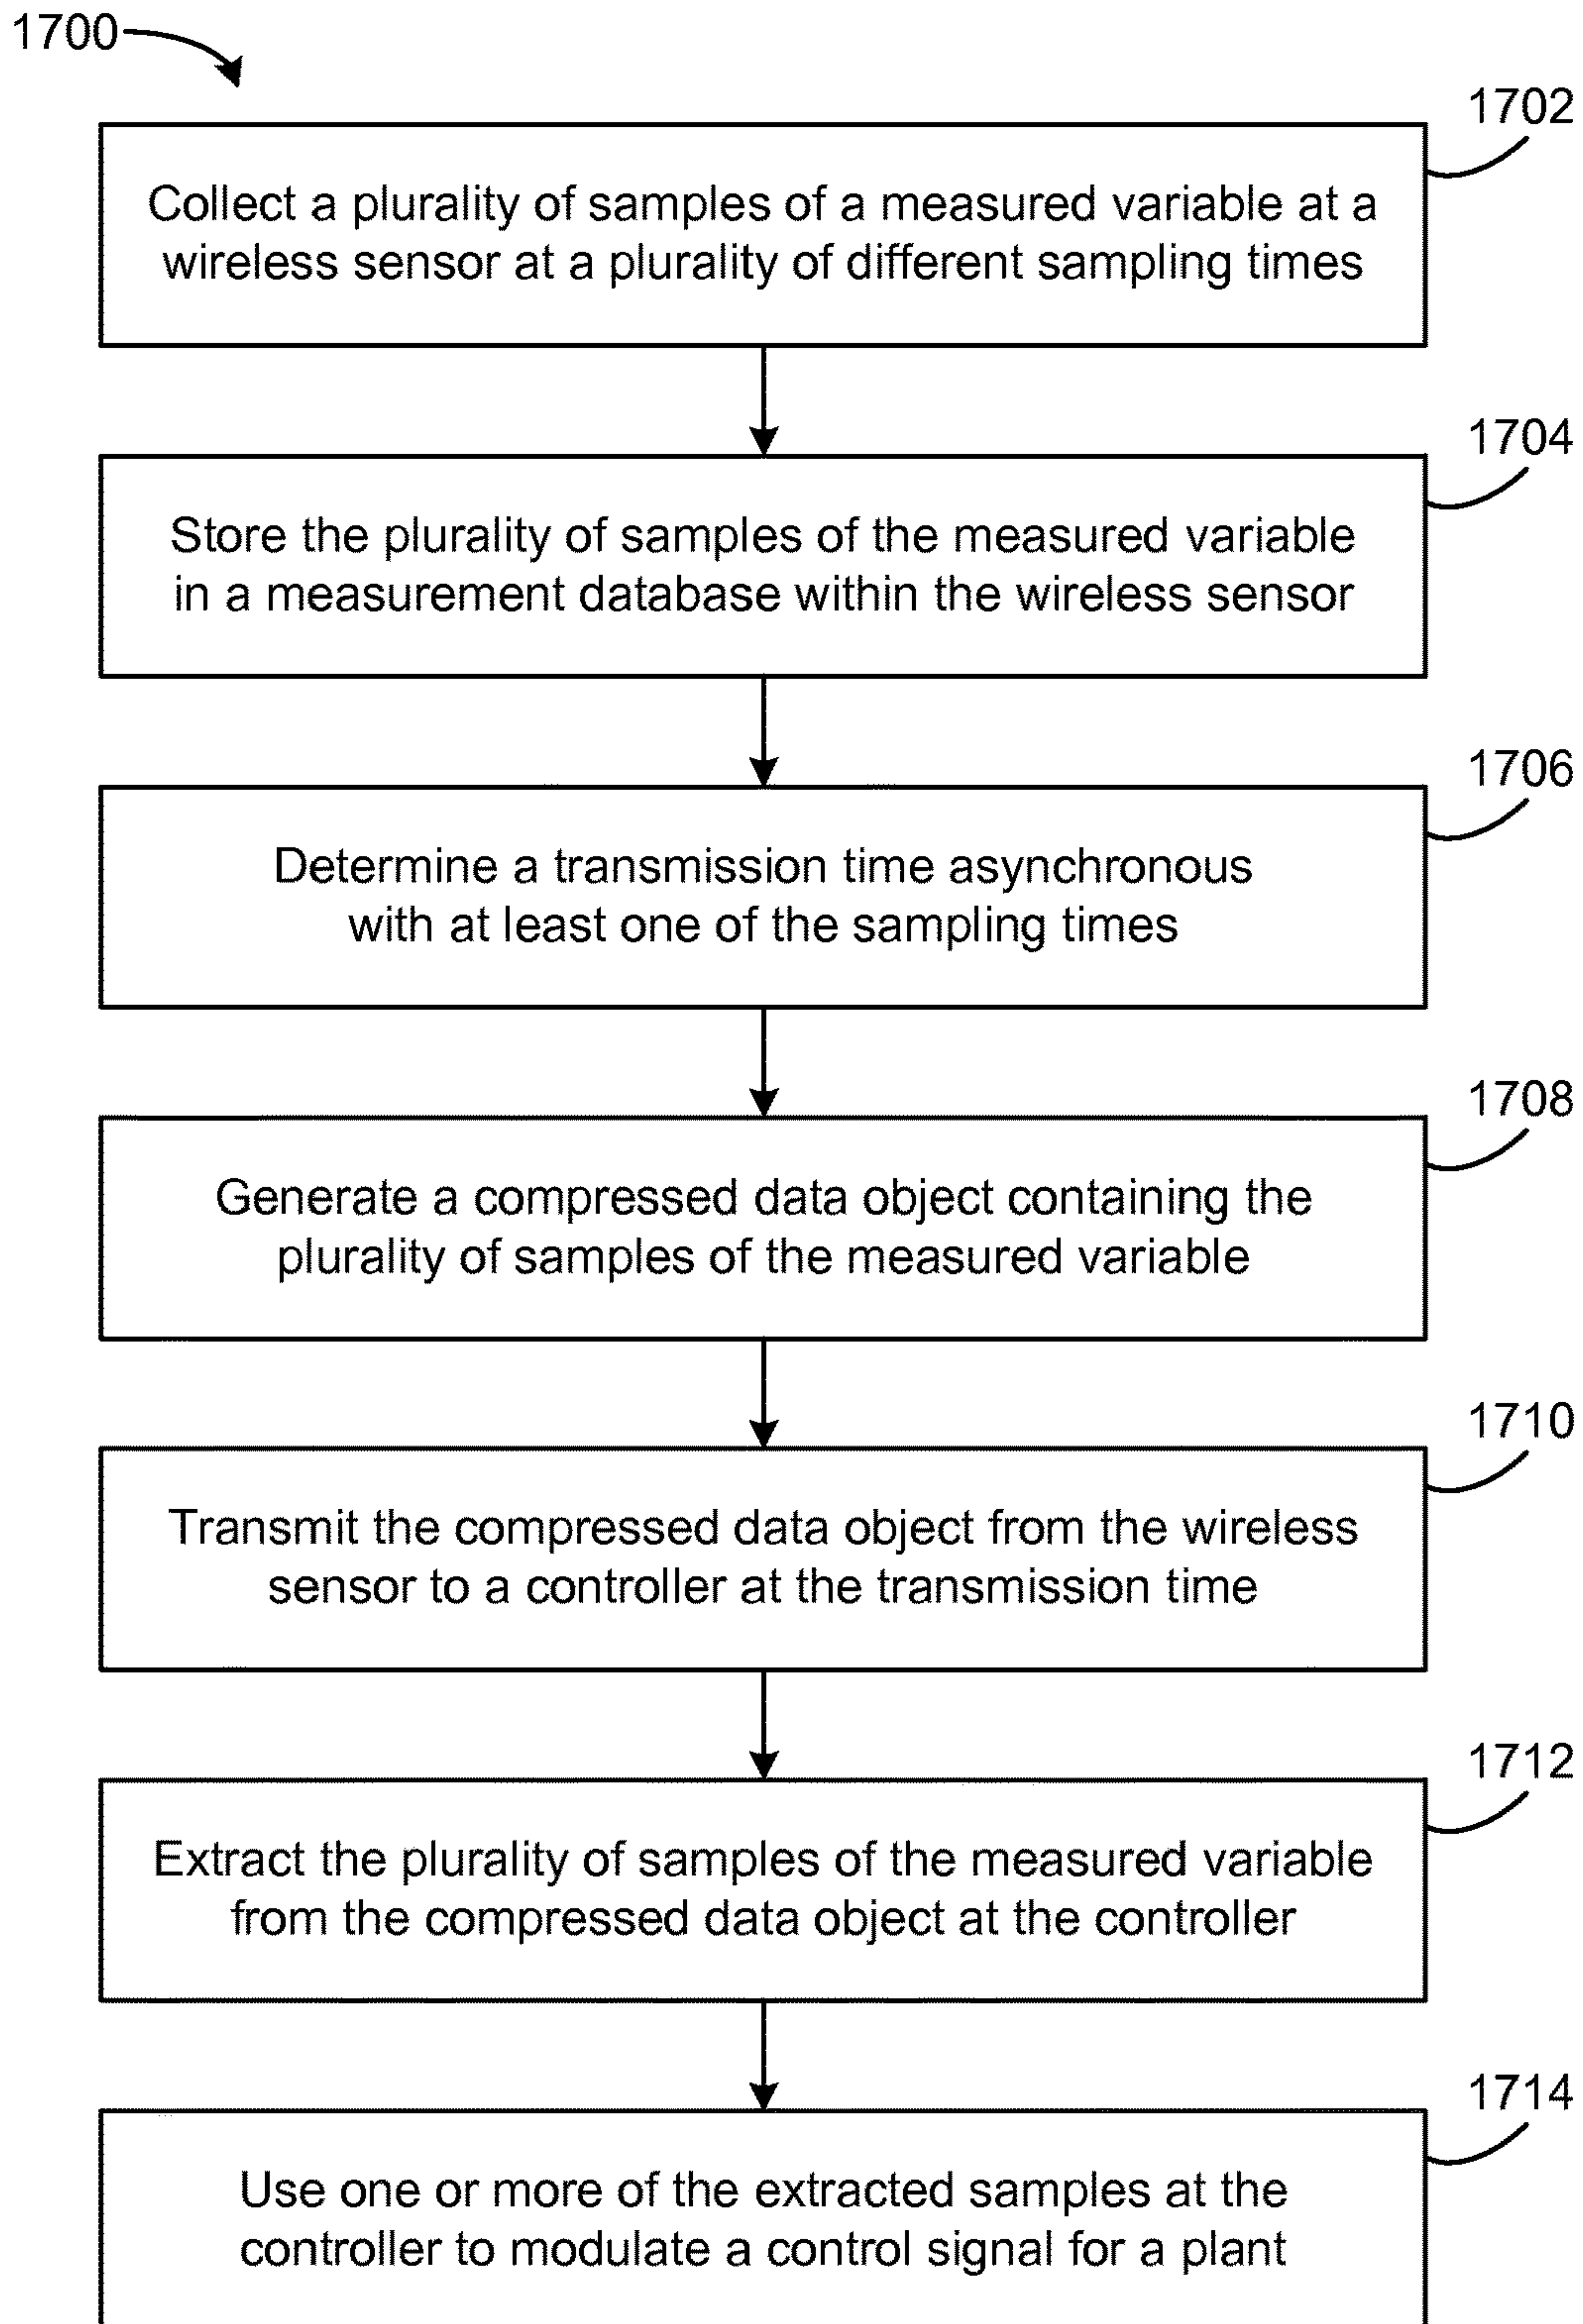 1700
1702
Collect a plurality of samples of a measured variable at a
wireless sensor at a plurality of different sampling times
1704
Store the plurality of samples of the measured variable
in a measurement database within the wireless sensor
1706
Determine a transmission time asynchronous
with at least one of the sampling times
1708
Generate a compressed data object containing the
plurality of samples of the measured variable
1710
Transmit the compressed data object from the wireless
sensor to a controller at the transmission time
1712
Extract the plurality of samples of the measured variable
from the compressed data object at the controller
1714
Use one or more of the extracted samples at the
controller to modulate a control signal for a plant